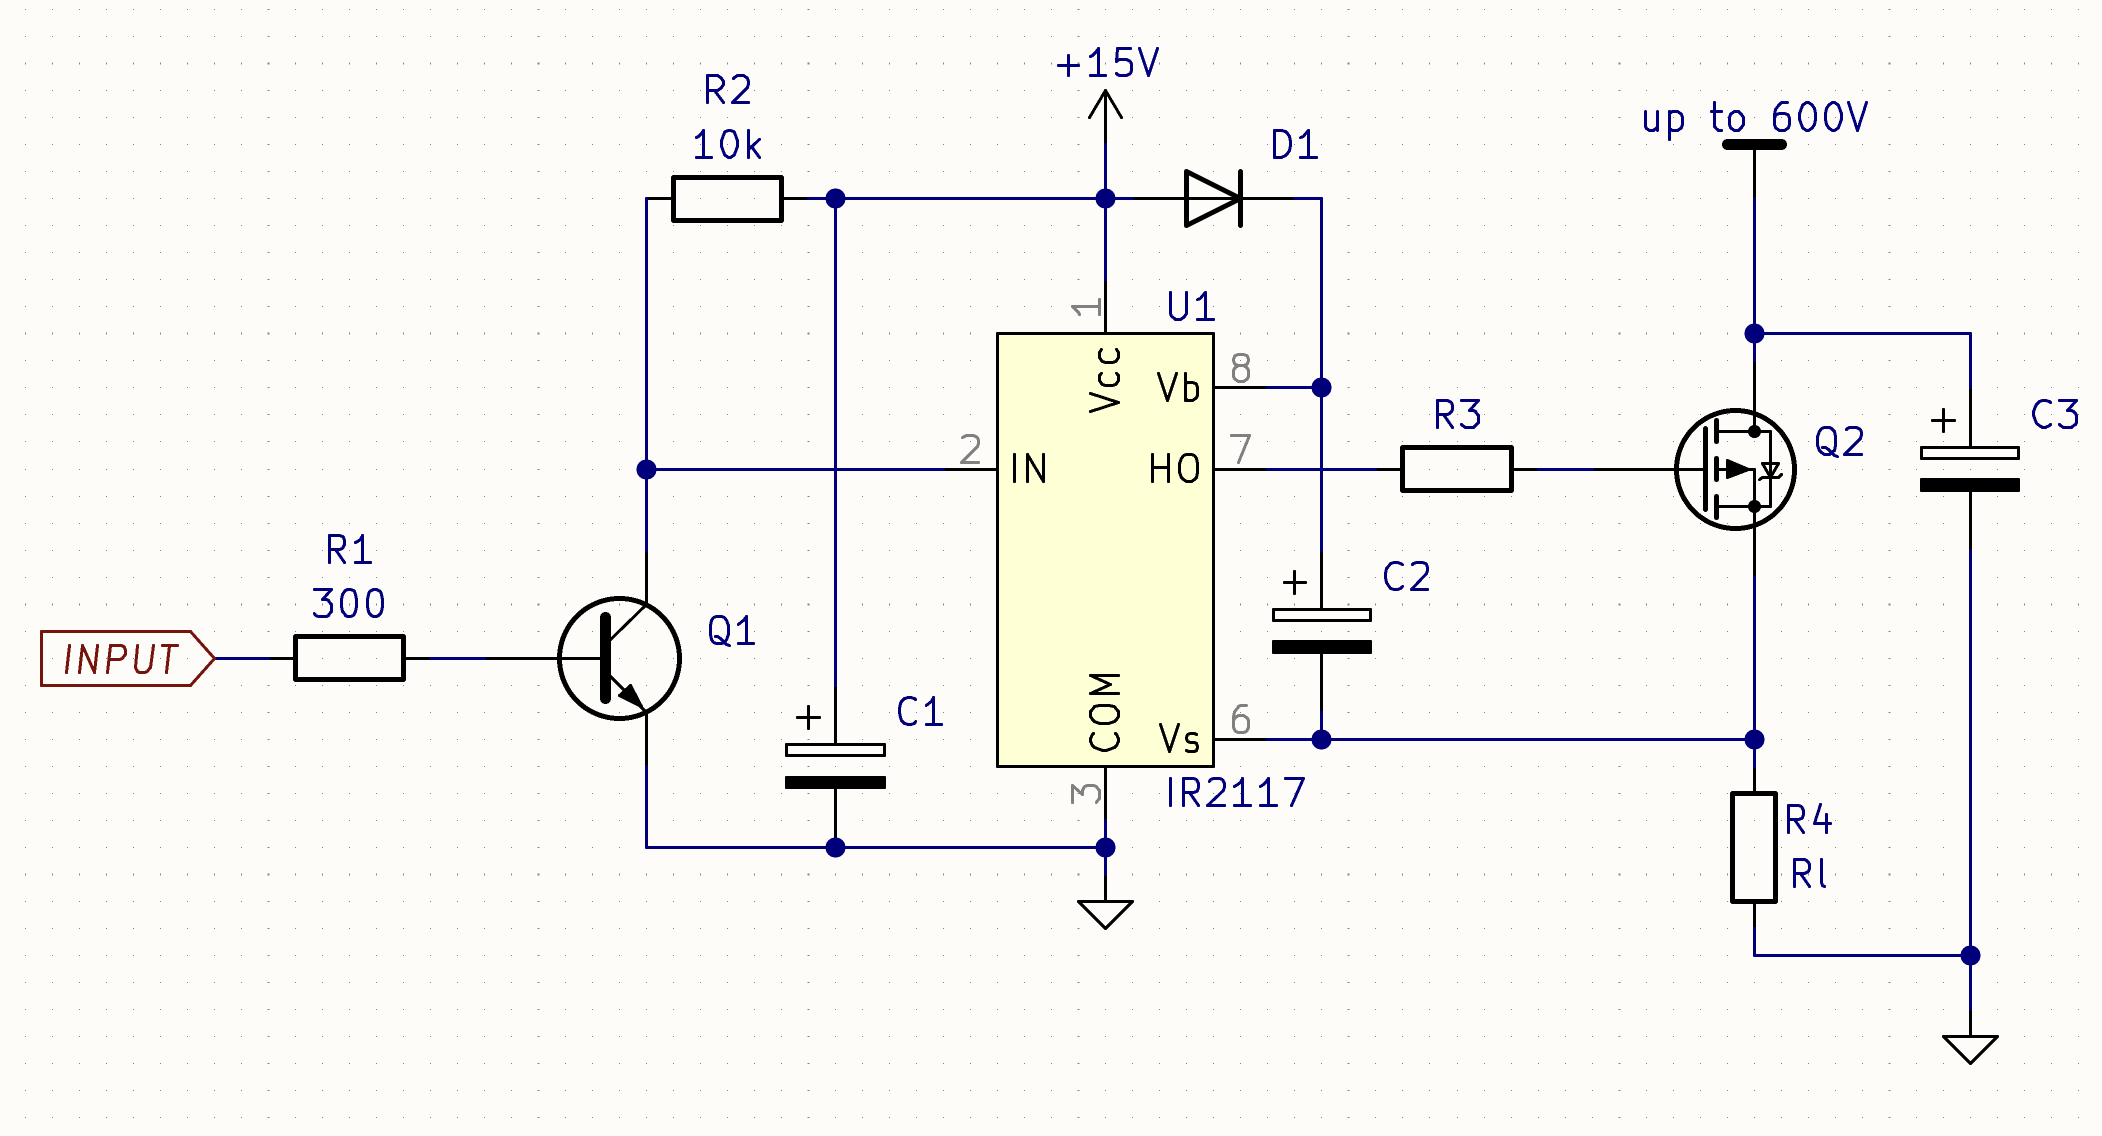 +15V
R2
10k
D1
up to 600V
U1
1
Vcc
Vb
8
R3
C3
Q2
2
IN
HO
7
R1
300
C2
INPUT
Q1
C1
COM
Vs
6
3
IR2117
R4
Rl